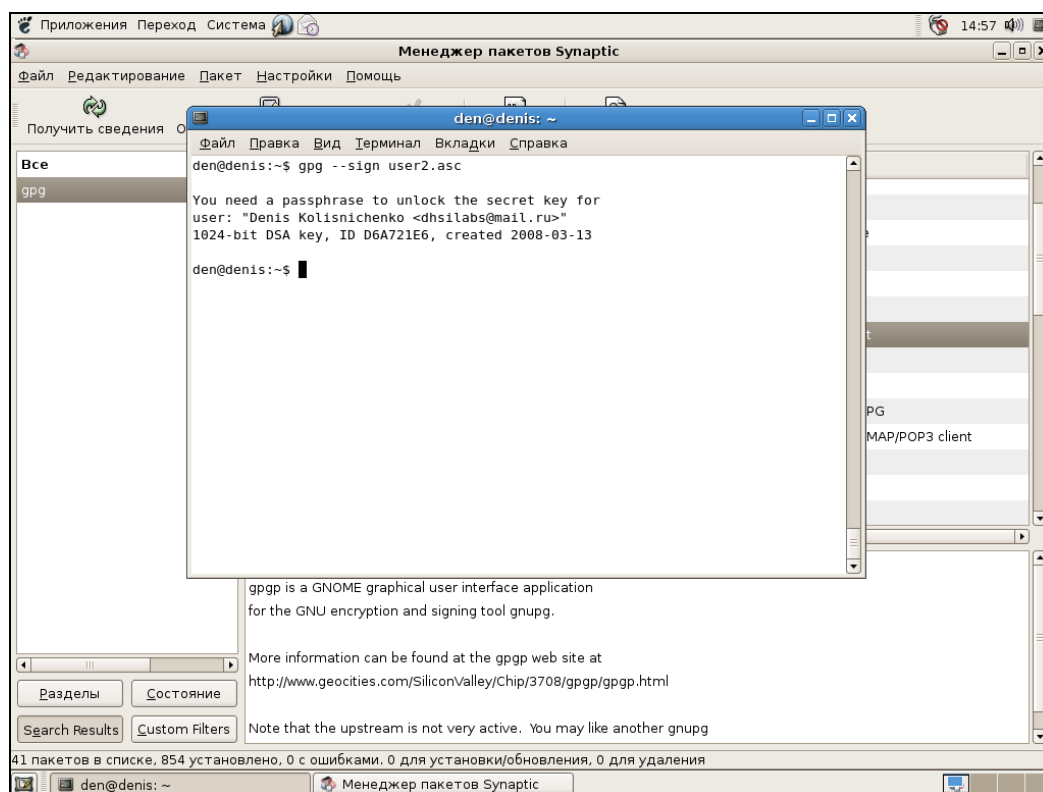 Приложения Переход Система 14:57
Менеджер пакетов Synaptic
Файл Редактирование Пакет Настройки Помощь
Получить сведения О
den@denis: ~
Файл Правка Вид Терминал Вкладки Справка
Все
gpg
den@denis:~$ gpg --sign user2.asc
You need a passphrase to unlock the secret key for
user: "Denis Kolisnichenko <dhsilabs@mail.ru>"
1024-bit DSA key, ID D6A721E6, created 2008-03-13
den@denis:~$
t
PG
MAP/POP3 client
gpgp is a GNOME graphical user interface application
for the GNU encryption and signing tool gnupg.
More information can be found at the gpgp web site at
http://www.geocities.com/SiliconValley/Chip/3708/gpgp/gpgp.html
Note that the upstream is not very active. You may like another gnupg
Разделы Состояние
Search Results Custom Filters
41 пакетов в списке, 854 установлено, 0 с ошибками. 0 для установки/обновления, 0 для удаления
den@denis: ~ Менеджер пакетов Synaptic